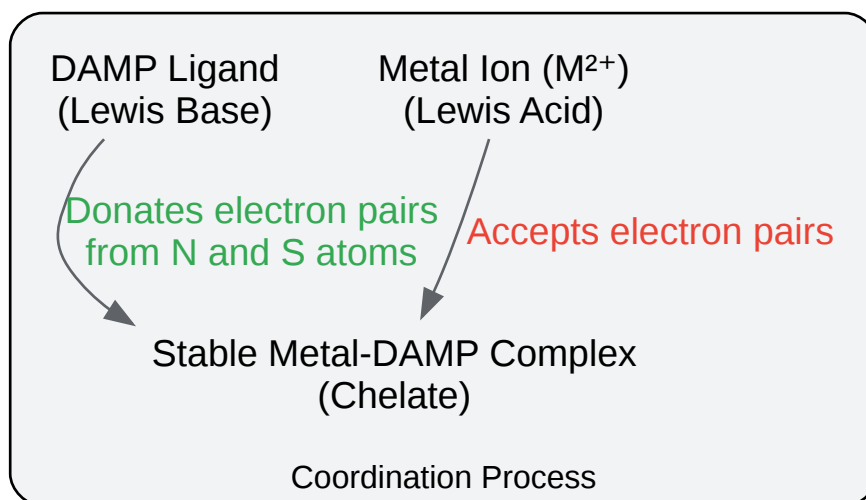 DAMP Ligand
(Lewis Base)
Metal Ion (M²⁺)
(Lewis Acid)
Donates electron pairs
from N and S atoms
Accepts electron pairs
Stable Metal-DAMP Complex
(Chelate)
Coordination Process